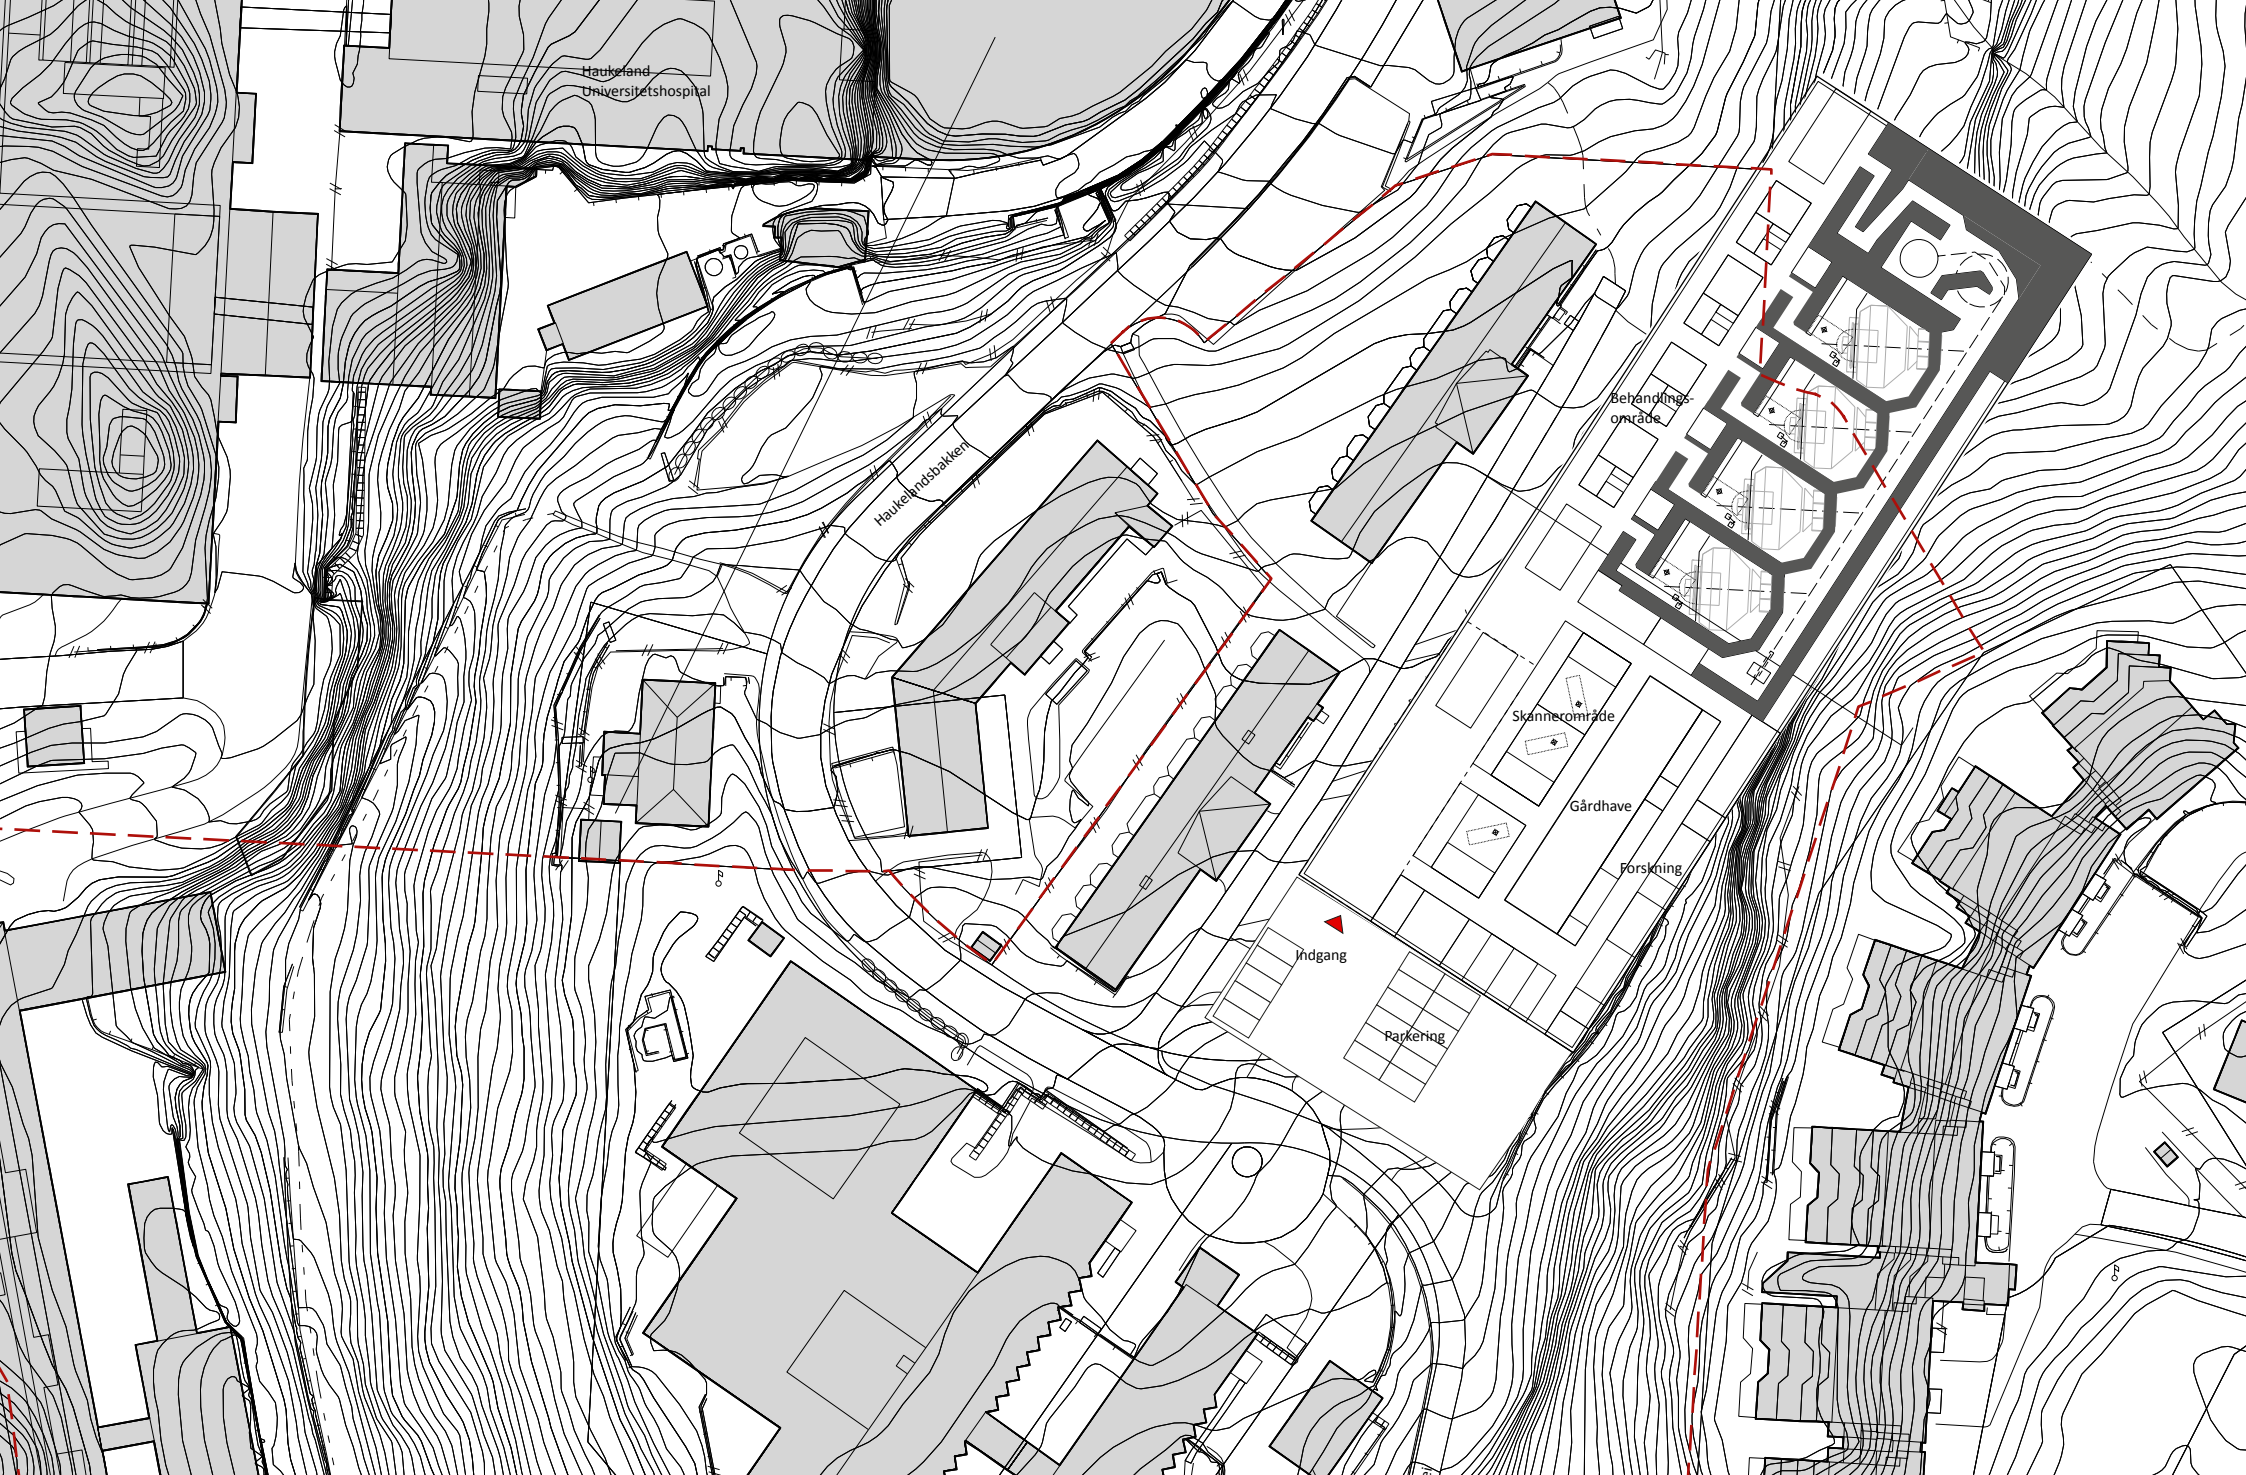 Haukeland
Universitetshospital
Haukelandsbakken
Behandlings-
område
Skannerområde
Gårdhave
Forskning
Indgang
Parkering